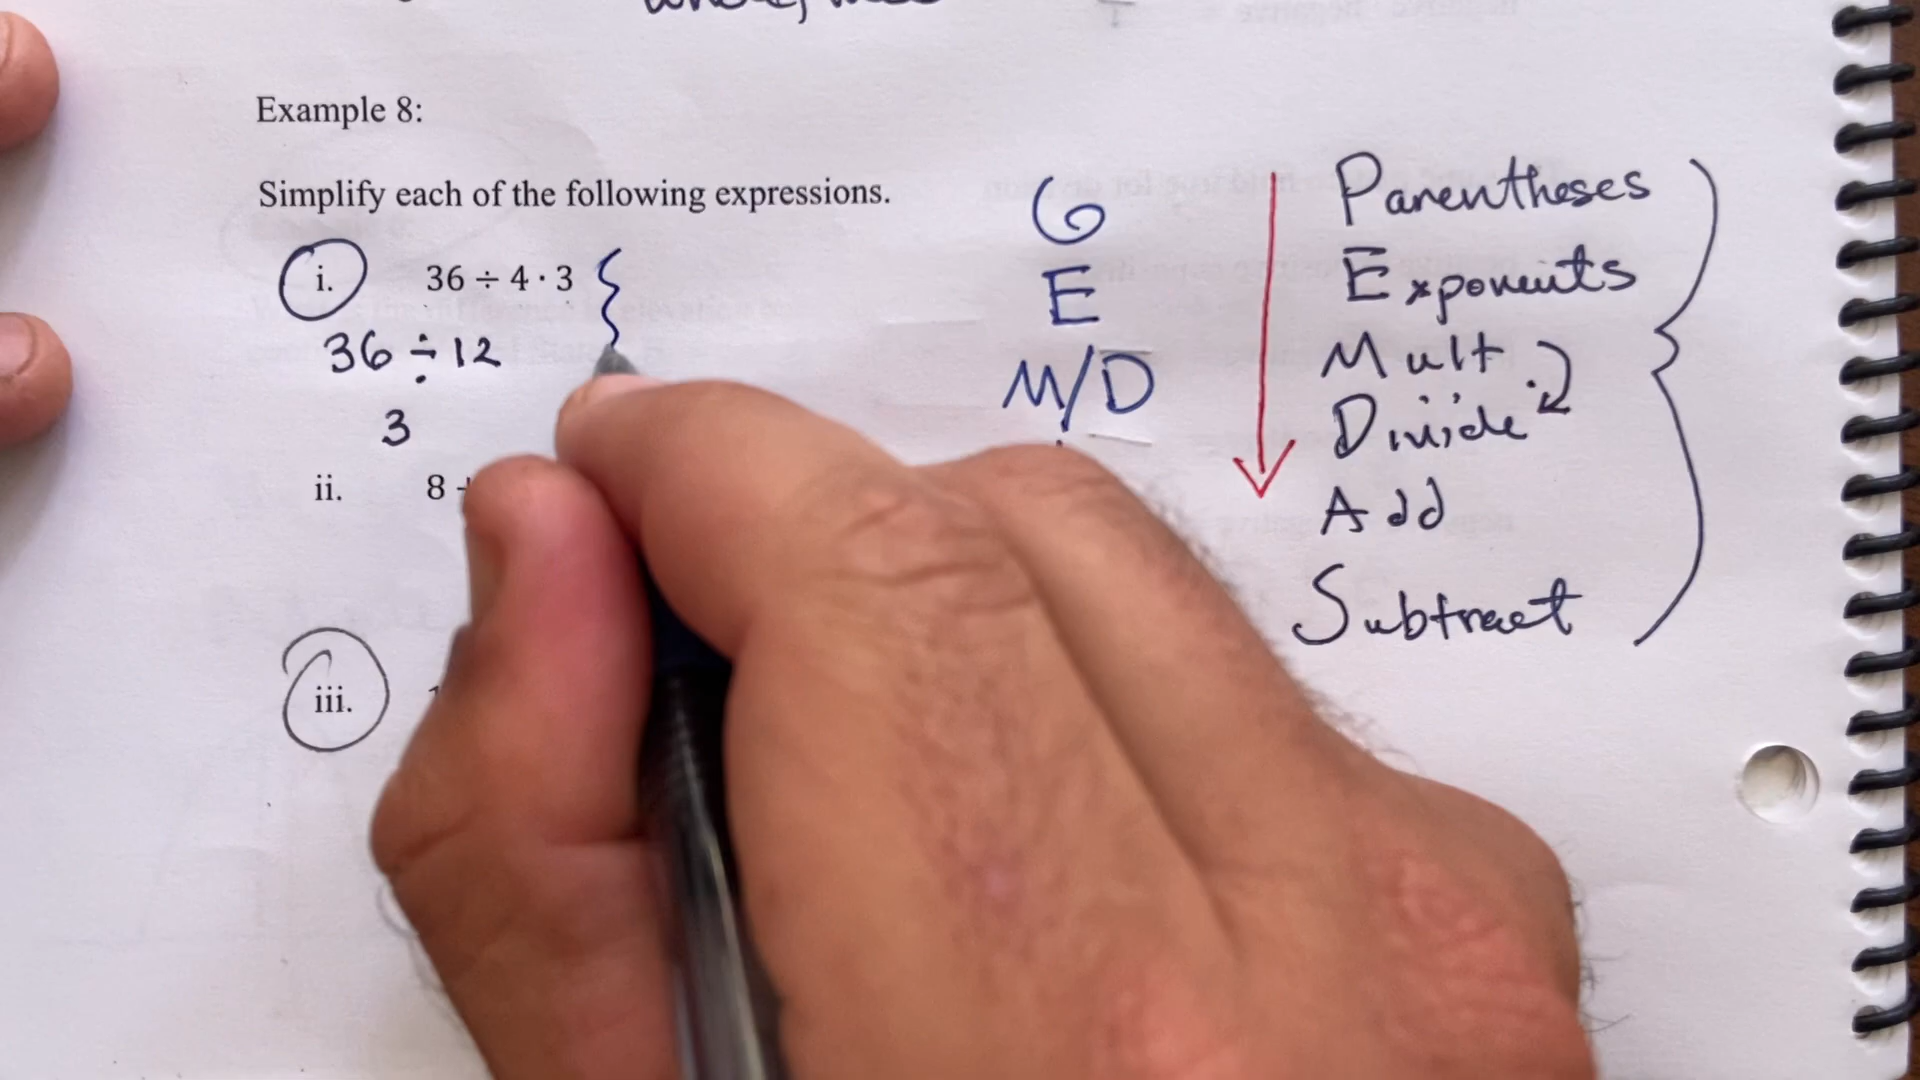 Example 8:
Simplify each of the following expressions.
i. 36 ÷ 4 · 3
36 ÷ 12
3
ii. 8
iii.
G
E
M/D
Parentheses
Exponents
Mult
Divide
Add
Subtract